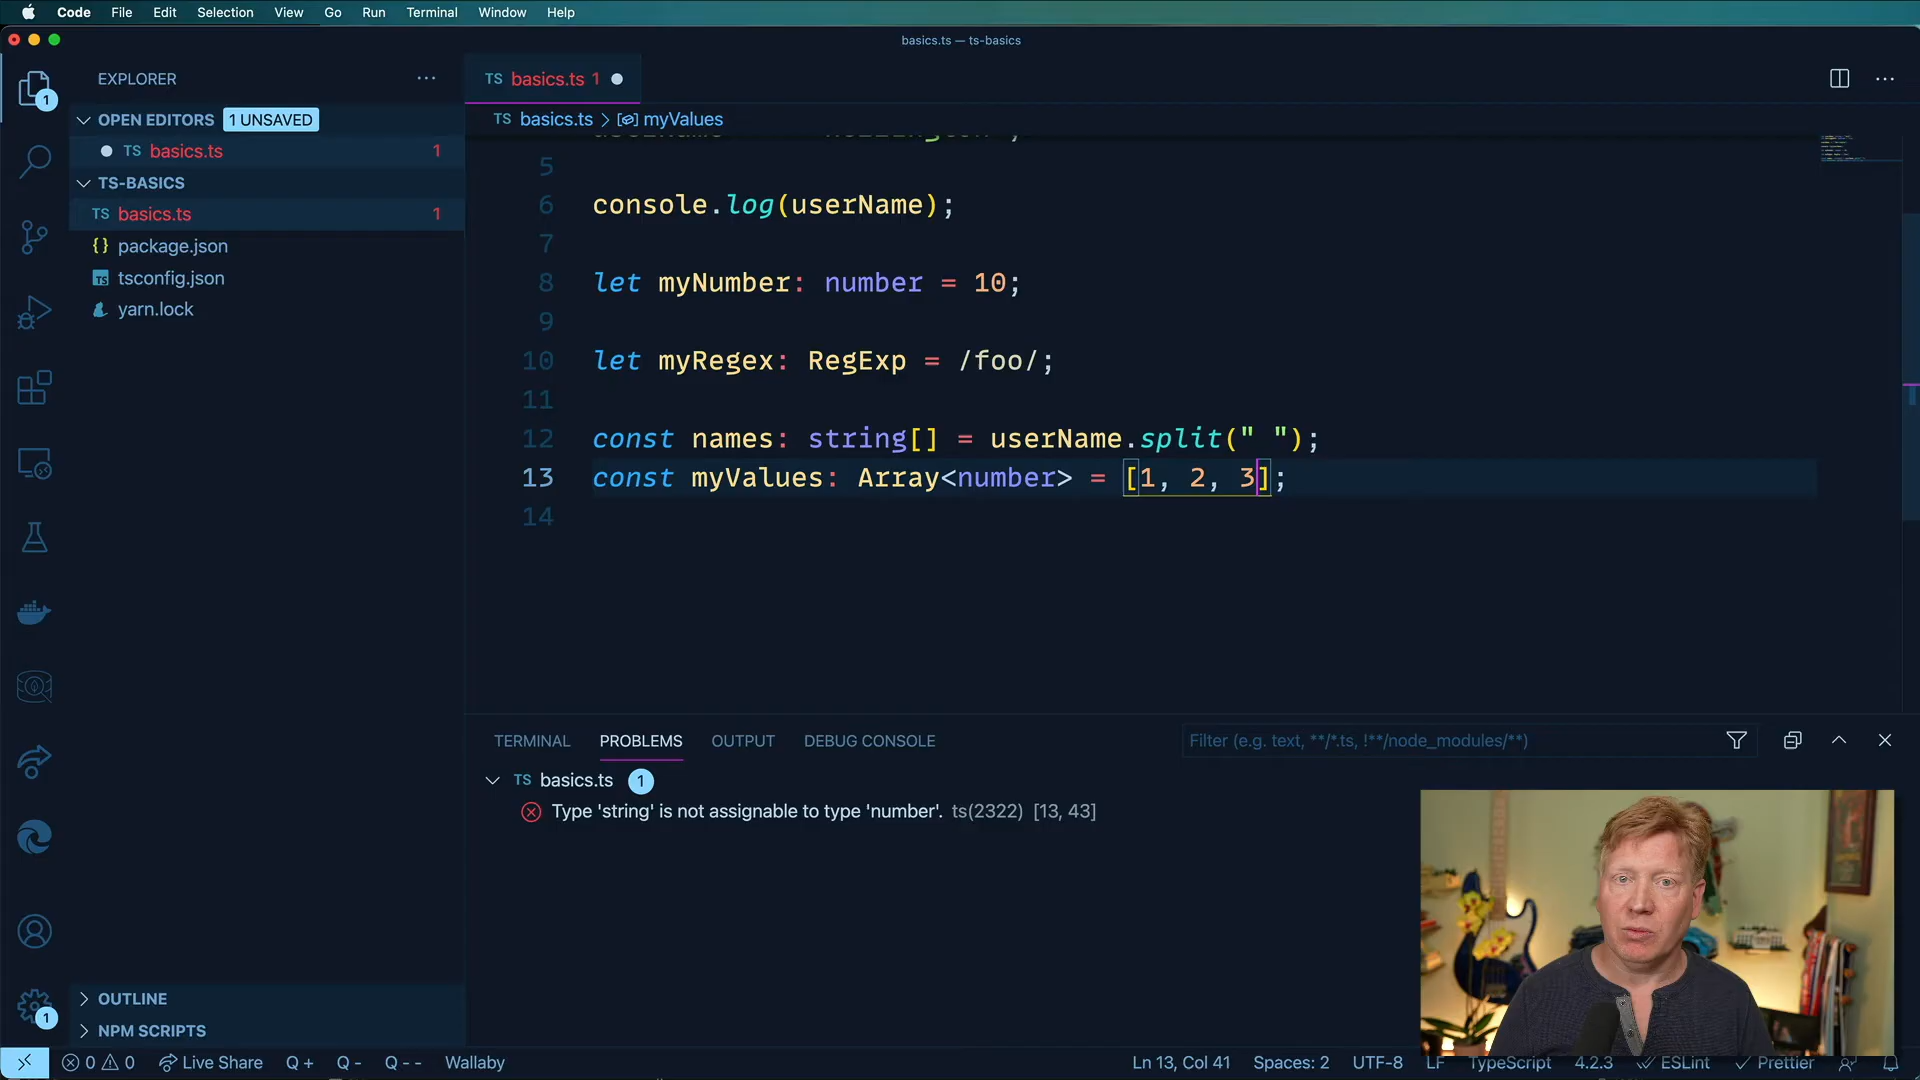 Code File Edit Selection View Go Run Terminal Window Help
basics.ts — ts-basics
EXPLORER
OPEN EDITORS 1 UNSAVED
TS basics.ts 1
TS-BASICS
TS basics.ts 1
{} package.json
TS tsconfig.json
yarn.lock
OUTLINE
NPM SCRIPTS
1
1
TS basics.ts 1
TS basics.ts > myValues
5
6 console.log(userName);
7
8 let myNumber: number = 10;
9
10 let myRegex: RegExp = /foo/;
11
12 const names: string[] = userName.split(" ");
13 const myValues: Array<number> = [1, 2, 3];
14
TERMINAL PROBLEMS OUTPUT DEBUG CONSOLE
Filter (e.g. text, **/*.ts, !**/node_modules/**)
TS basics.ts 1
Type 'string' is not assignable to type 'number'. ts(2322) [13, 43]
0 0 Live Share Q + Q - Q - - Wallaby
Ln 13, Col 41 Spaces: 2 UTF-8 LF TypeScript 4.2.3 ESLint Prettier